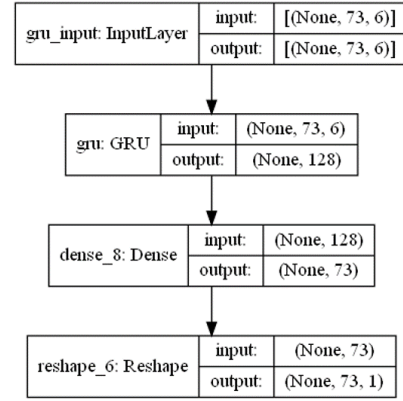 gru_input: InputLayer
input: [(None, 73, 6)]
output: [(None, 73, 6)]
gru: GRU
input: (None, 73, 6)
output: (None, 128)
dense_8: Dense
input: (None, 128)
output: (None, 73)
reshape_6: Reshape
input: (None, 73)
output: (None, 73, 1)